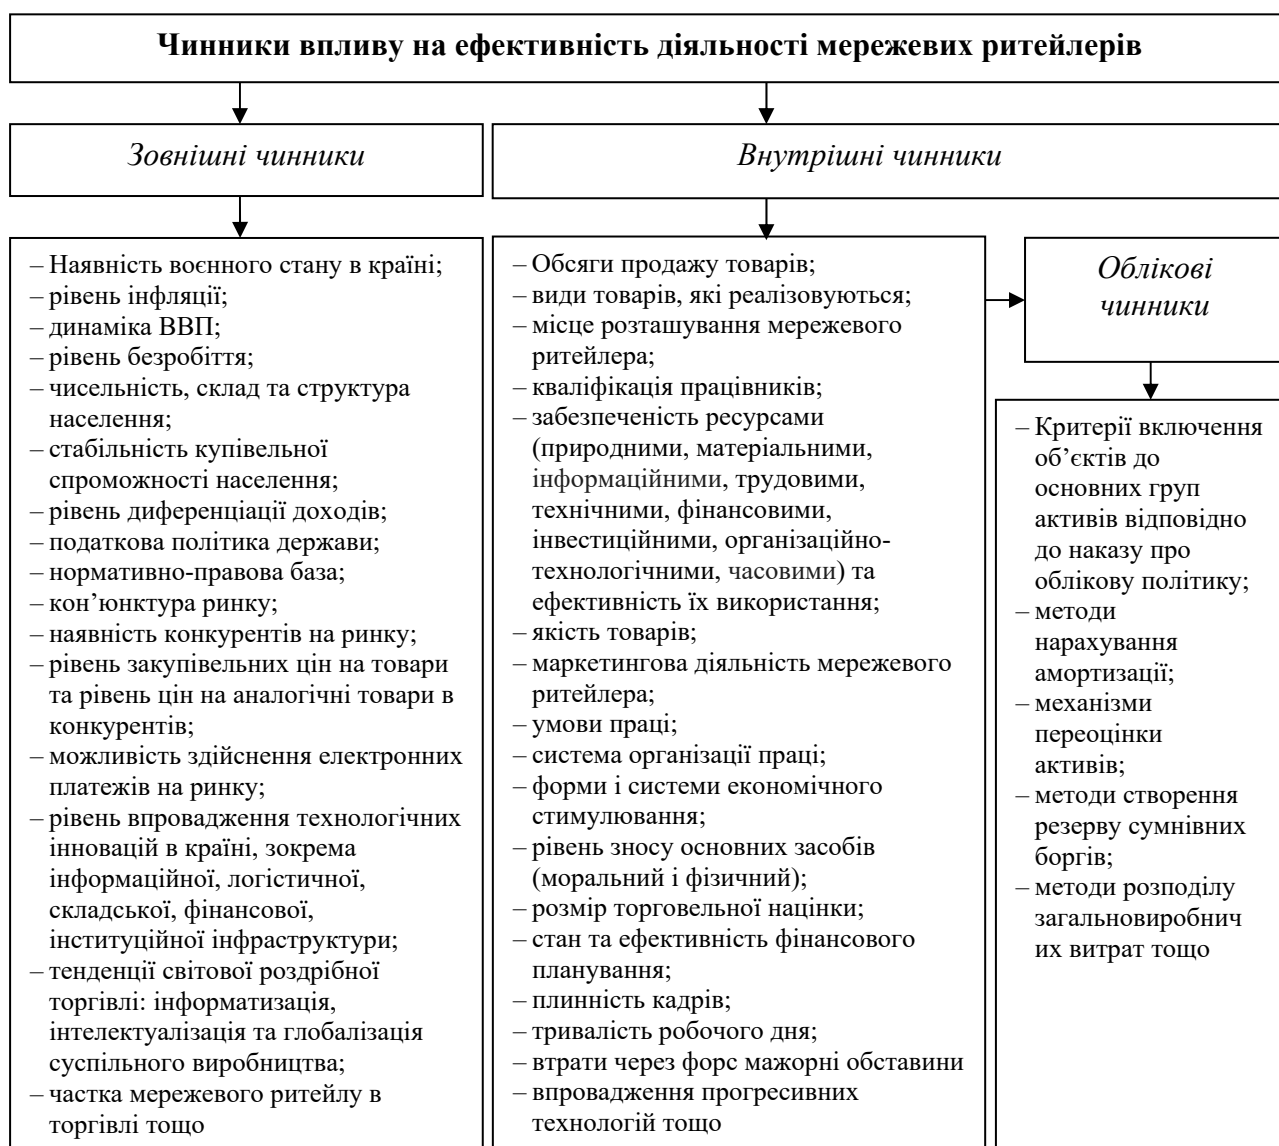 Чинники впливу на ефективність діяльності мережевих ритейлерів
Зовнішні чинники
Внутрішні чинники
– Наявність воєнного стану в країні;
– рівень інфляції;
– динаміка ВВП;
– рівень безробіття;
– чисельність, склад та структура
населення;
– стабільність купівельної
спроможності населення;
– рівень диференціації доходів;
– податкова політика держави;
– нормативно-правова база;
– кон’юнктура ринку;
– наявність конкурентів на ринку;
– рівень закупівельних цін на товари
та рівень цін на аналогічні товари в
конкурентів;
– можливість здійснення електронних
платежів на ринку;
– рівень впровадження технологічних
інновацій в країні, зокрема
інформаційної, логістичної,
складської, фінансової,
інституційної інфраструктури;
– тенденції світової роздрібної
торгівлі: інформатизація,
інтелектуалізація та глобалізація
суспільного виробництва;
– частка мережевого ритейлу в
торгівлі тощо
– Обсяги продажу товарів;
– види товарів, які реалізовуються;
– місце розташування мережевого
ритейлера;
– кваліфікація працівників;
– забезпеченість ресурсами
(природними, матеріальними,
інформаційними, трудовими,
технічними, фінансовими,
інвестиційними, організаційно-
технологічними, часовими) та
ефективність їх використання;
– якість товарів;
– маркетингова діяльність мережевого
ритейлера;
– умови праці;
– система організації праці;
– форми і системи економічного
стимулювання;
– рівень зносу основних засобів
(моральний і фізичний);
– розмір торговельної націнки;
– стан та ефективність фінансового
планування;
– плинність кадрів;
– тривалість робочого дня;
– втрати через форс мажорні обставини
– впровадження прогресивних
технологій тощо
Облікові
чинники
– Критерії включення
об’єктів до
основних груп
активів відповідно
до наказу про
облікову політику;
– методи
нарахування
амортизації;
– механізми
переоцінки
активів;
– методи створення
резерву сумнівних
боргів;
– методи розподілу
загальновиробнич
их витрат тощо